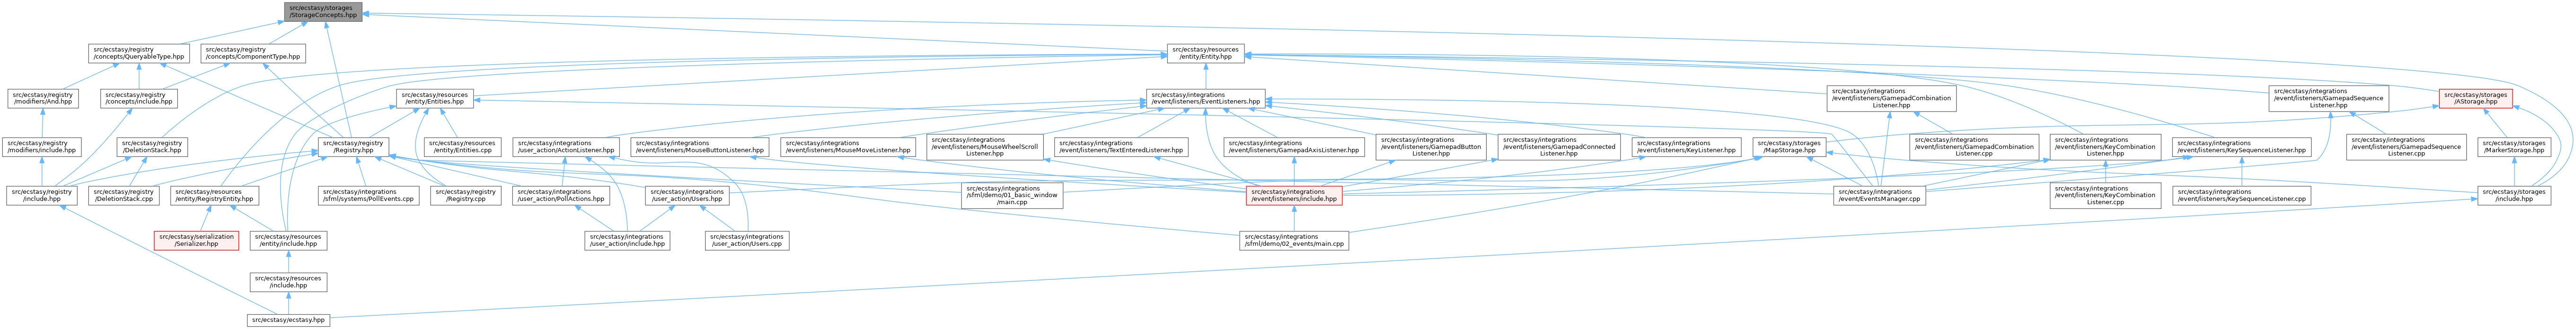 src/ecstasy/storages
/StorageConcepts.hpp
src/ecstasy/registry
/concepts/QueryableType.hpp
src/ecstasy/registry
/concepts/ComponentType.hpp
src/ecstasy/resources
/entity/Entity.hpp
src/ecstasy/registry
/modifiers/And.hpp
src/ecstasy/registry
/concepts/include.hpp
src/ecstasy/resources
/entity/Entities.hpp
src/ecstasy/integrations
/event/listeners/EventListeners.hpp
src/ecstasy/integrations
/event/listeners/GamepadCombination
Listener.hpp
src/ecstasy/integrations
/event/listeners/GamepadSequence
Listener.hpp
src/ecstasy/storages
/AStorage.hpp
src/ecstasy/registry
/modifiers/include.hpp
src/ecstasy/registry
/DeletionStack.hpp
src/ecstasy/registry
/Registry.hpp
src/ecstasy/resources
/entity/Entities.cpp
src/ecstasy/integrations
/user_action/ActionListener.hpp
src/ecstasy/integrations
/event/listeners/MouseButtonListener.hpp
src/ecstasy/integrations
/event/listeners/MouseMoveListener.hpp
src/ecstasy/integrations
/event/listeners/MouseWheelScroll
Listener.hpp
src/ecstasy/integrations
/event/listeners/TextEnteredListener.hpp
src/ecstasy/integrations
/event/listeners/GamepadAxisListener.hpp
src/ecstasy/integrations
/event/listeners/GamepadButton
Listener.hpp
src/ecstasy/integrations
/event/listeners/GamepadConnected
Listener.hpp
src/ecstasy/integrations
/event/listeners/KeyListener.hpp
src/ecstasy/storages
/MapStorage.hpp
src/ecstasy/integrations
/event/listeners/GamepadCombination
Listener.cpp
src/ecstasy/integrations
/event/listeners/KeyCombination
Listener.hpp
src/ecstasy/integrations
/event/listeners/KeySequenceListener.hpp
src/ecstasy/integrations
/event/listeners/GamepadSequence
Listener.cpp
src/ecstasy/storages
/MarkerStorage.hpp
src/ecstasy/registry
/include.hpp
src/ecstasy/registry
/DeletionStack.cpp
src/ecstasy/resources
/entity/RegistryEntity.hpp
src/ecstasy/integrations
/sfml/systems/PollEvents.cpp
src/ecstasy/registry
/Registry.cpp
src/ecstasy/integrations
/user_action/PollActions.hpp
src/ecstasy/integrations
/user_action/Users.hpp
src/ecstasy/integrations
/sfml/demo/01_basic_window
/main.cpp
src/ecstasy/integrations
/event/listeners/include.hpp
src/ecstasy/integrations
/event/EventsManager.cpp
src/ecstasy/integrations
/event/listeners/KeyCombination
Listener.cpp
src/ecstasy/integrations
/event/listeners/KeySequenceListener.cpp
src/ecstasy/storages
/include.hpp
src/ecstasy/serialization
/Serializer.hpp
src/ecstasy/resources
/entity/include.hpp
src/ecstasy/integrations
/user_action/include.hpp
src/ecstasy/integrations
/user_action/Users.cpp
src/ecstasy/integrations
/sfml/demo/02_events/main.cpp
src/ecstasy/resources
/include.hpp
src/ecstasy/ecstasy.hpp